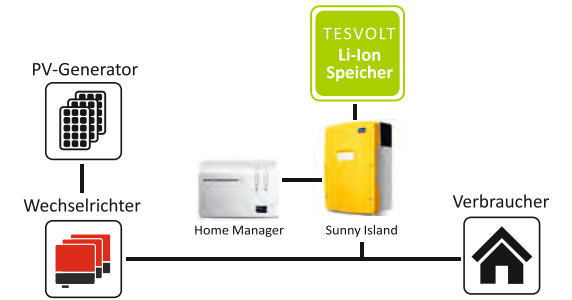 TESVOLT
Li-Ion
Speicher
PV-Generator
Wechselrichter
Home Manager
Sunny Island
Verbraucher